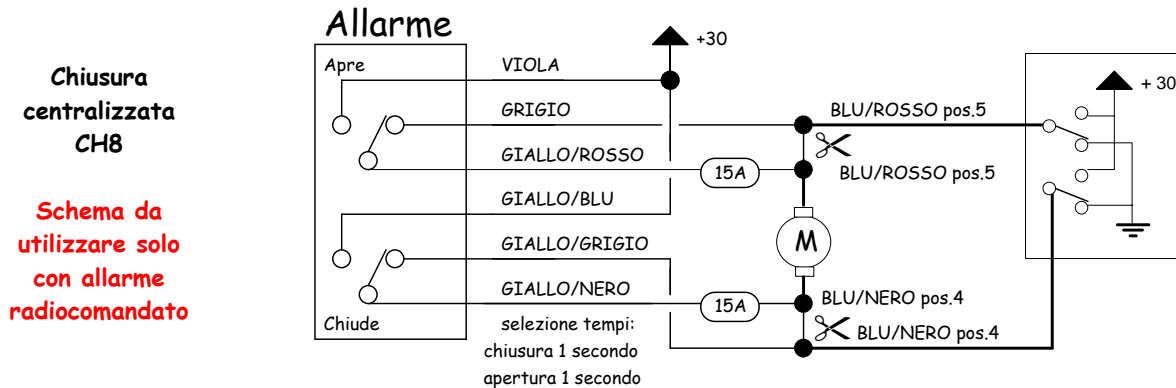 Allarme
Chiusura
centralizzata
CH8
Schema da
utilizzare solo
con allarme
radiocomandato
Apre
VIOLA
+30
GRIGIO
GIALLO/ROSSO
15A
GIALLO/BLU
GIALLO/GRIGIO
GIALLO/NERO
15A
Chiude
selezione tempi:
chiusura 1 secondo
apertura 1 secondo
BLU/ROSSO pos.5
BLU/ROSSO pos.5
M
BLU/NERO pos.4
BLU/NERO pos.4
+ 30